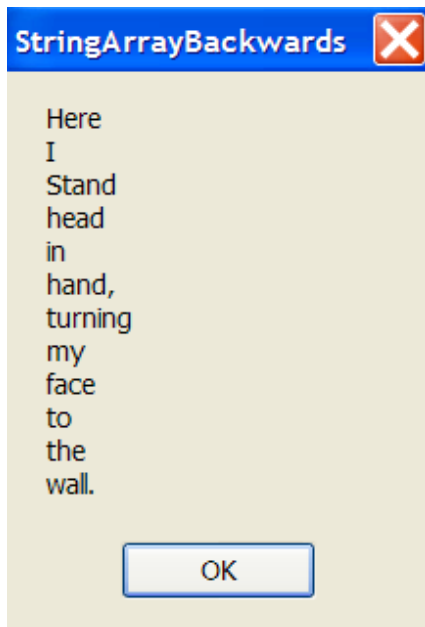 StringArrayBackwards
Here
I
Stand
head
in
hand,
turning
my
face
to
the
wall.
OK